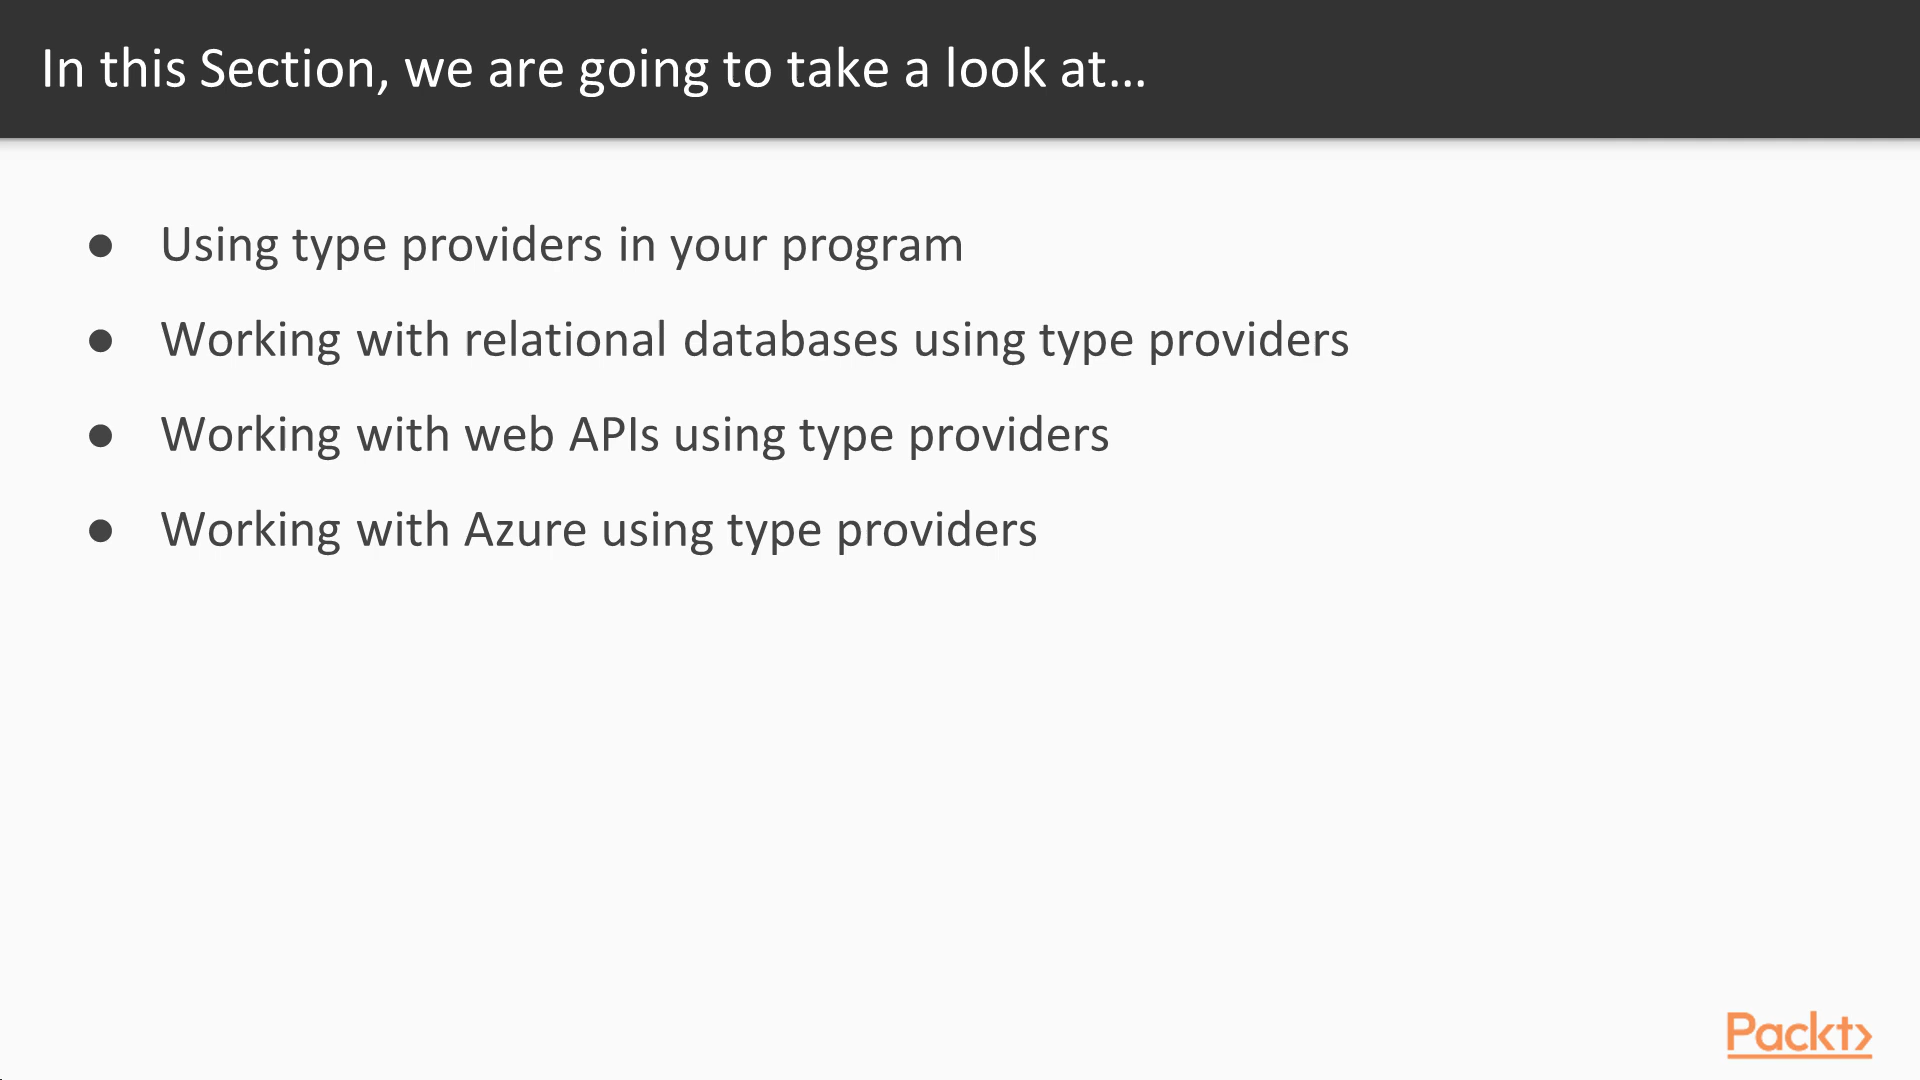 In this Section, we are going to take a look at...
● Using type providers in your program
● Working with relational databases using type providers
● Working with web APIs using type providers
● Working with Azure using type providers
Packt>